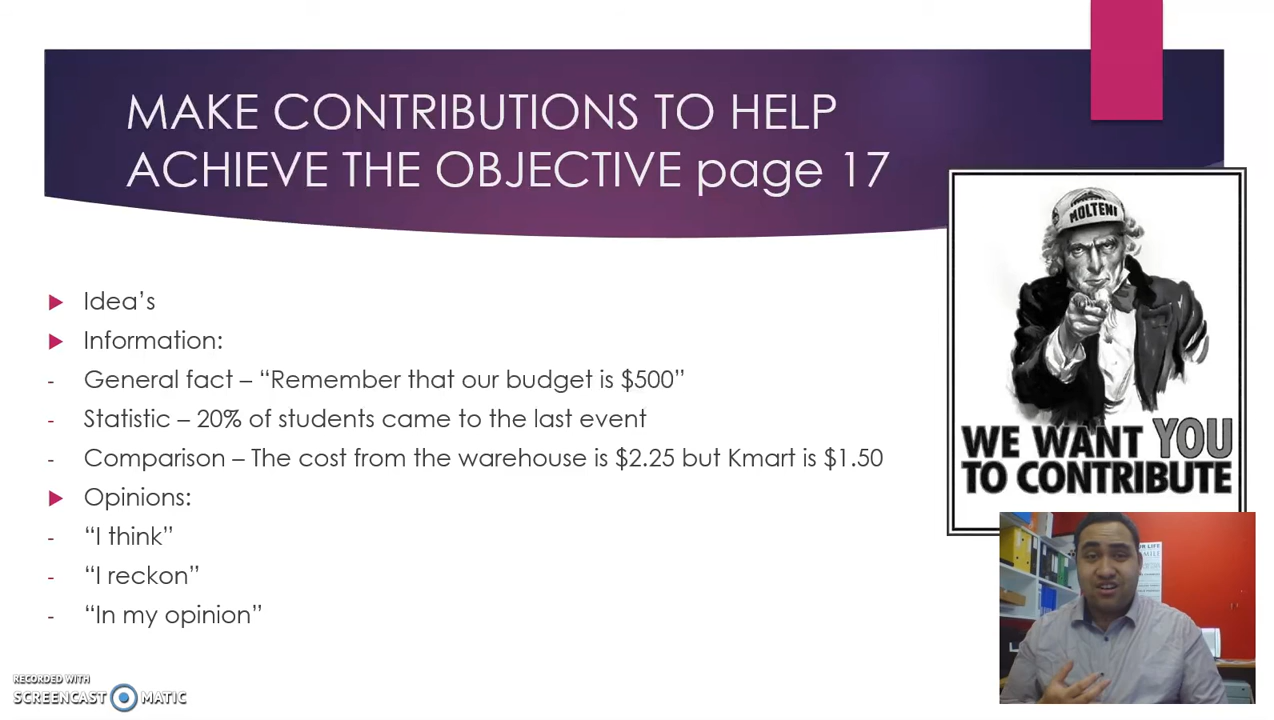 MAKE CONTRIBUTIONS TO HELP
ACHIEVE THE OBJECTIVE page 17
Idea’s
Information:
- General fact – “Remember that our budget is $500”
- Statistic – 20% of students came to the last event
- Comparison – The cost from the warehouse is $2.25 but Kmart is $1.50
Opinions:
- “I think”
- “I reckon”
- “In my opinion”
MOLTENI
WE WANT YOU
TO CONTRIBUTE
RECORDED WITH
SCREENCAST MATIC